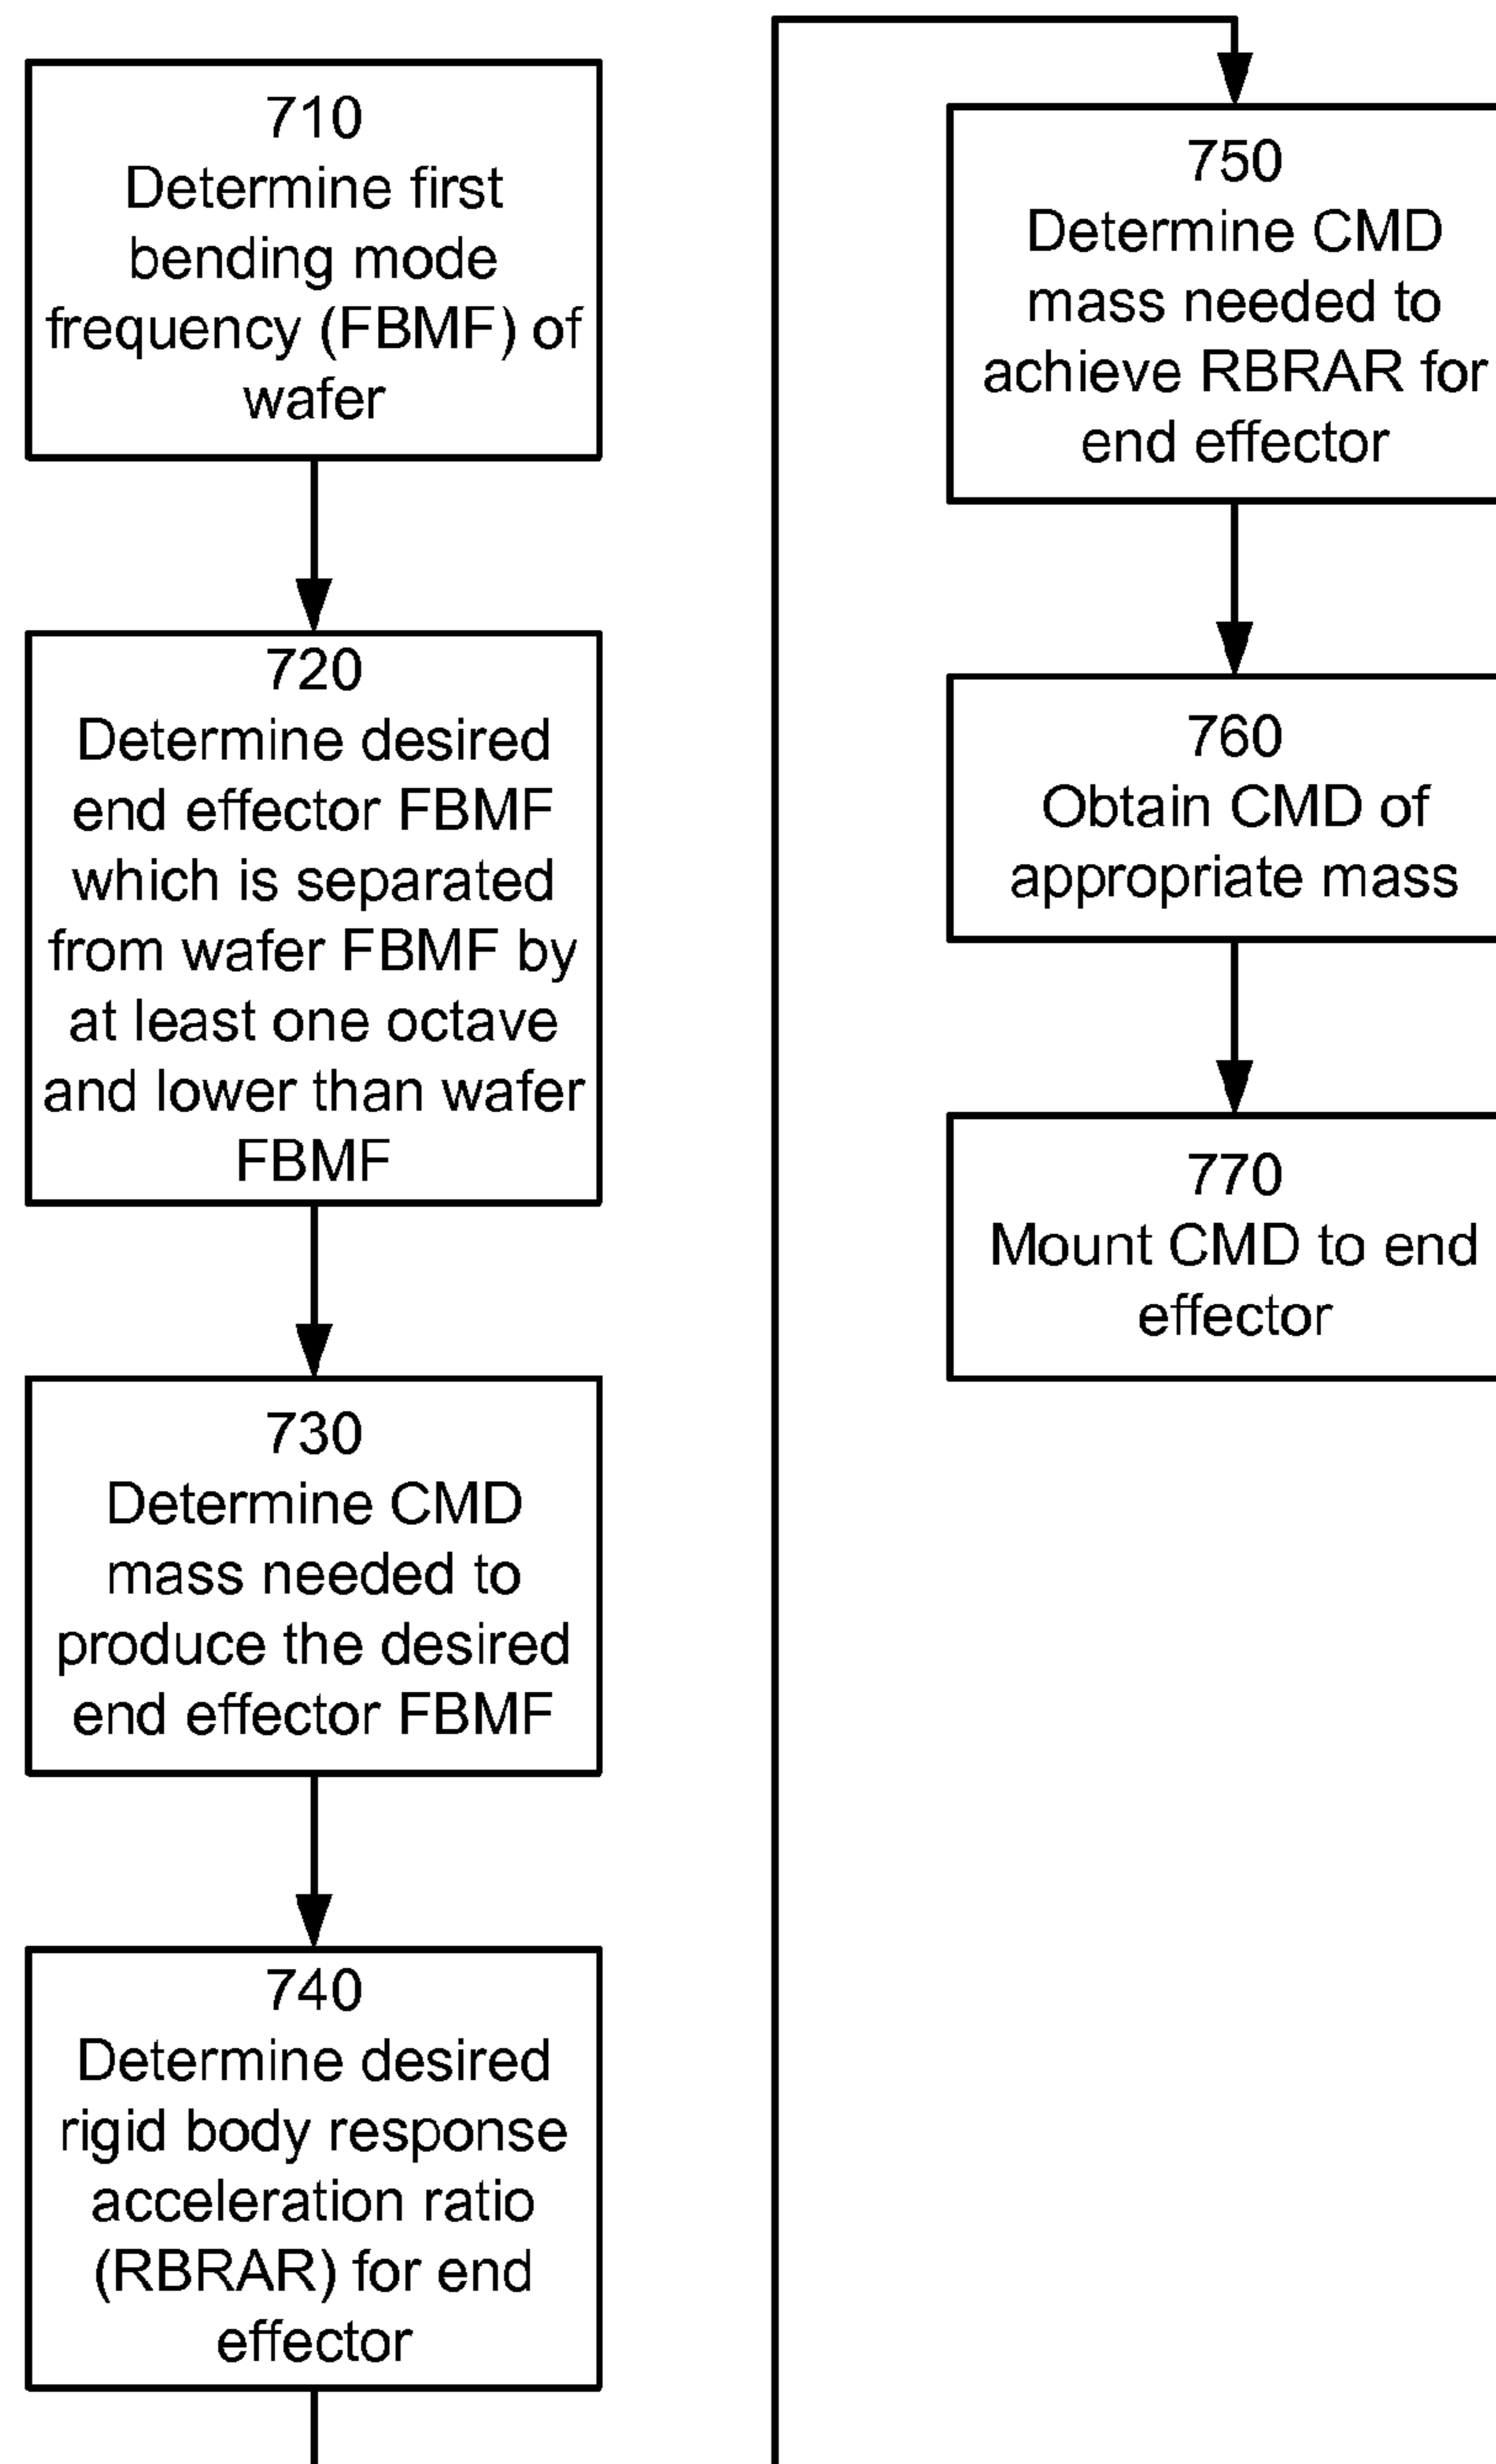 710
Determine first
bending mode
frequency (FBMF) of
wafer
720
Determine desired
end effector FBMF
which is separated
from wafer FBMF by
at least one octave
and lower than wafer
FBMF
730
Determine CMD
mass needed to
produce the desired
end effector FBMF
740
Determine desired
rigid body response
acceleration ratio
(RBRAR) for end
effector
750
Determine CMD
mass needed to
achieve RBRAR for
end effector
760
Obtain CMD of
appropriate mass
770
Mount CMD to end
effector